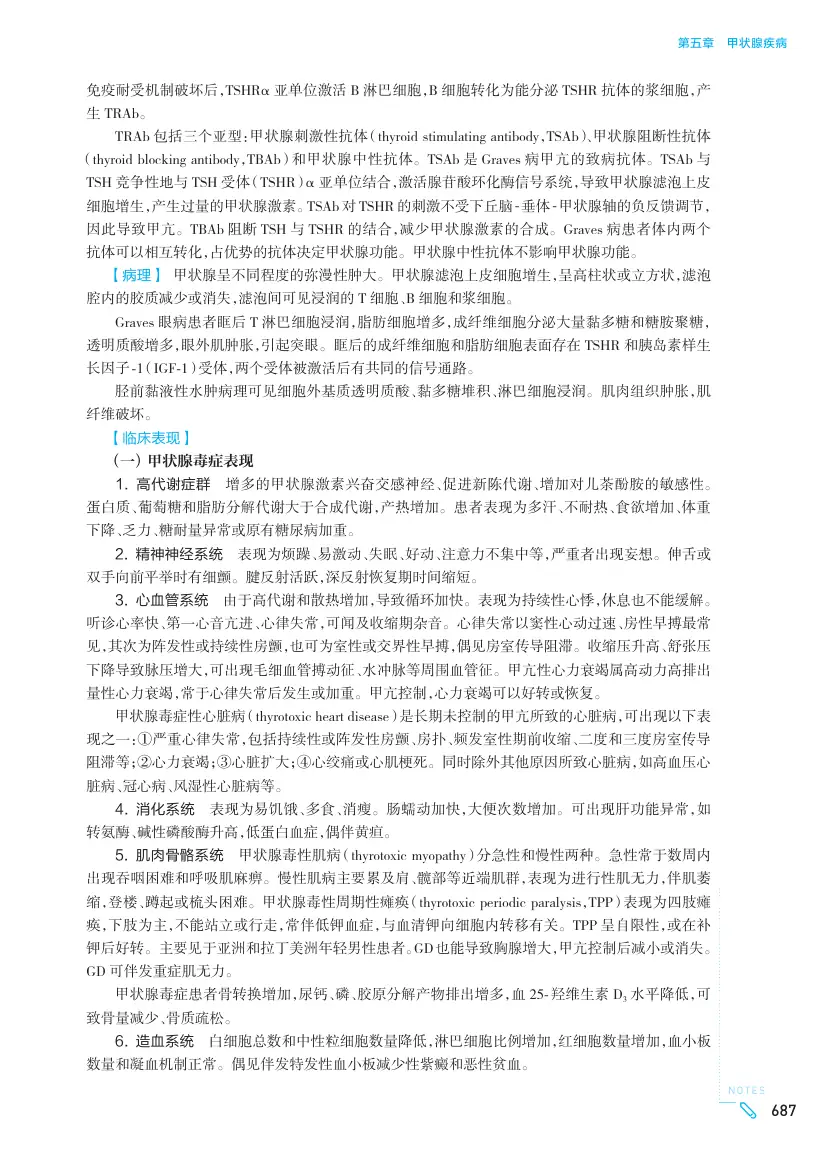 第五章　甲状腺疾病
免疫耐受机制破坏后,TSHRα 亚单位激活 B 淋巴细胞,B 细胞转化为能分泌 TSHR 抗体的浆细胞,产
生 TRAb。
TRAb 包括三个亚型:甲状腺刺激性抗体(thyroid stimulating antibody,TSAb)、甲状腺阻断性抗体
(thyroid blocking antibody,TBAb)和甲状腺中性抗体。TSAb 是 Graves 病甲亢的致病抗体。TSAb 与
TSH 竞争性地与 TSH 受体(TSHR)α 亚单位结合,激活腺苷酸环化酶信号系统,导致甲状腺滤泡上皮
细胞增生,产生过量的甲状腺激素。TSAb 对 TSHR 的刺激不受下丘脑-垂体-甲状腺轴的负反馈调节,
因此导致甲亢。TBAb 阻断 TSH 与 TSHR 的结合,减少甲状腺激素的合成。Graves 病患者体内两个
抗体可以相互转化,占优势的抗体决定甲状腺功能。甲状腺中性抗体不影响甲状腺功能。
【病理】 甲状腺呈不同程度的弥漫性肿大。甲状腺滤泡上皮细胞增生,呈高柱状或立方状,滤泡
腔内的胶质减少或消失,滤泡间可见浸润的 T 细胞、B 细胞和浆细胞。
Graves 眼病患者眶后 T 淋巴细胞浸润,脂肪细胞增多,成纤维细胞分泌大量黏多糖和糖胺聚糖,
透明质酸增多,眼外肌肿胀,引起突眼。眶后的成纤维细胞和脂肪细胞表面存在 TSHR 和胰岛素样生
长因子-1(IGF-1)受体,两个受体被激活后有共同的信号通路。
胫前黏液性水肿病理可见细胞外基质透明质酸、黏多糖堆积、淋巴细胞浸润。肌肉组织肿胀,肌
纤维破坏。
【临床表现】
(一) 甲状腺毒症表现
1. 高代谢症群　增多的甲状腺激素兴奋交感神经、促进新陈代谢、增加对儿茶酚胺的敏感性。
蛋白质、葡萄糖和脂肪分解代谢大于合成代谢,产热增加。患者表现为多汗、不耐热、食欲增加、体重
下降、乏力、糖耐量异常或原有糖尿病加重。
2. 精神神经系统　表现为烦躁、易激动、失眠、好动、注意力不集中等,严重者出现妄想。伸舌或
双手向前平举时有细颤。腱反射活跃,深反射恢复期时间缩短。
3. 心血管系统　由于高代谢和散热增加,导致循环加快。表现为持续性心悸,休息也不能缓解。
听诊心率快、第一心音亢进、心律失常,可闻及收缩期杂音。心律失常以窦性心动过速、房性早搏最常
见,其次为阵发性或持续性房颤,也可为室性或交界性早搏,偶见房室传导阻滞。收缩压升高、舒张压
下降导致脉压增大,可出现毛细血管搏动征、水冲脉等周围血管征。甲亢性心力衰竭属高动力高排出
量性心力衰竭,常于心律失常后发生或加重。甲亢控制,心力衰竭可以好转或恢复。
甲状腺毒症性心脏病(thyrotoxic heart disease)是长期未控制的甲亢所致的心脏病,可出现以下表
现之一:①严重心律失常,包括持续性或阵发性房颤、房扑、频发室性期前收缩、二度和三度房室传导
阻滞等;②心力衰竭;③心脏扩大;④心绞痛或心肌梗死。同时除外其他原因所致心脏病,如高血压心
脏病、冠心病、风湿性心脏病等。
4. 消化系统　表现为易饥饿、多食、消瘦。肠蠕动加快,大便次数增加。可出现肝功能异常,如
转氨酶、碱性磷酸酶升高,低蛋白血症,偶伴黄疸。
5. 肌肉骨骼系统　甲状腺毒性肌病(thyrotoxic myopathy)分急性和慢性两种。急性常于数周内
出现吞咽困难和呼吸肌麻痹。慢性肌病主要累及肩、髋部等近端肌群,表现为进行性肌无力,伴肌萎
缩,登楼、蹲起或梳头困难。甲状腺毒性周期性瘫痪(thyrotoxic periodic paralysis,TPP)表现为四肢瘫
痪,下肢为主,不能站立或行走,常伴低钾血症,与血清钾向细胞内转移有关。TPP 呈自限性,或在补
钾后好转。主要见于亚洲和拉丁美洲年轻男性患者。GD 也能导致胸腺增大,甲亢控制后减小或消失。
GD 可伴发重症肌无力。
甲状腺毒症患者骨转换增加,尿钙、磷、胶原分解产物排出增多,血 25-羟维生素 D₃ 水平降低,可
致骨量减少、骨质疏松。
6. 造血系统　白细胞总数和中性粒细胞数量降低,淋巴细胞比例增加,红细胞数量增加,血小板
数量和凝血机制正常。偶见伴发特发性血小板减少性紫癜和恶性贫血。
NOTES
687